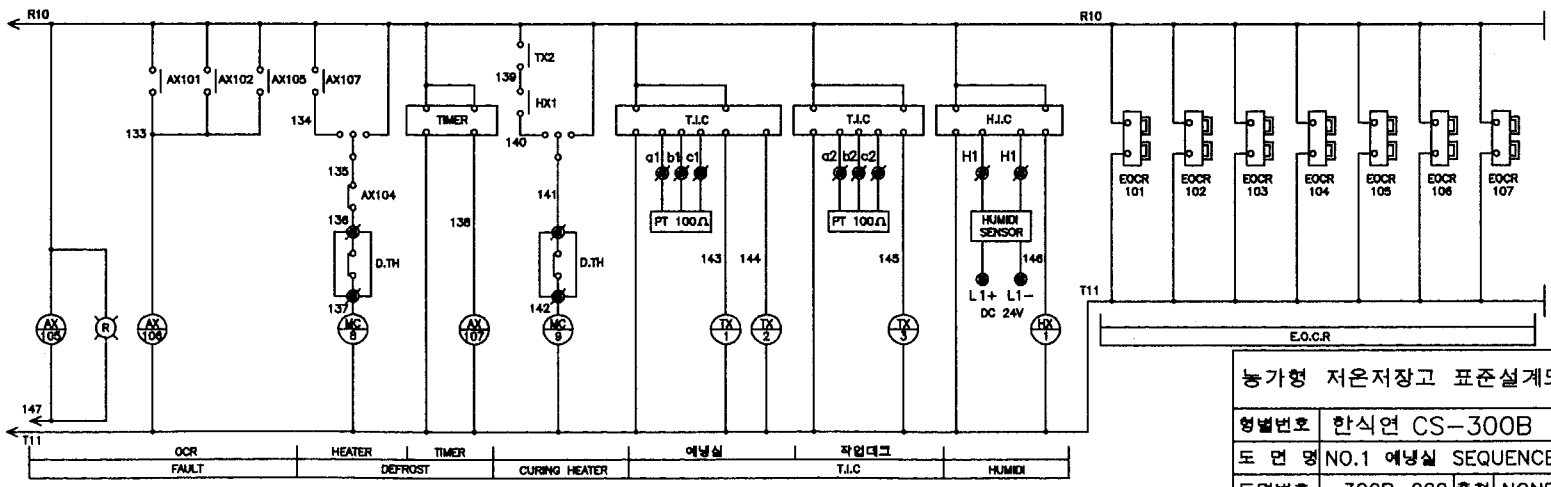 R10
R10
AX101
AX102
AX105
AX107
TX2
139
HX1
133
134
140
TIMER
T.I.C
T.I.C
H.I.C
135
AX104
136
D.TH
137
138
141
D.TH
142
a1 b1 c1
PT 100Ω
143
144
a2 b2 c2
PT 100Ω
145
H1
H1
HUMIDI
SENSOR
146
L1+ L1-
DC 24V
EOCR
101
EOCR
102
EOCR
103
EOCR
104
EOCR
105
EOCR
106
EOCR
107
T11
E.O.C.R
AX
105
R
AX
106
MC
8
AX
107
MC
9
TX
1
TX
2
TX
3
HX
1
147
T11
OCR
HEATER
TIMER
예냉실
작업데크
FAULT
DEFROST
CURING HEATER
T.I.C
HUMIDI
농가형 저온저장고 표준설계도
형별번호 한식연 CS-300B
도 면 명 NO.1 예냉실 SEQUENCE